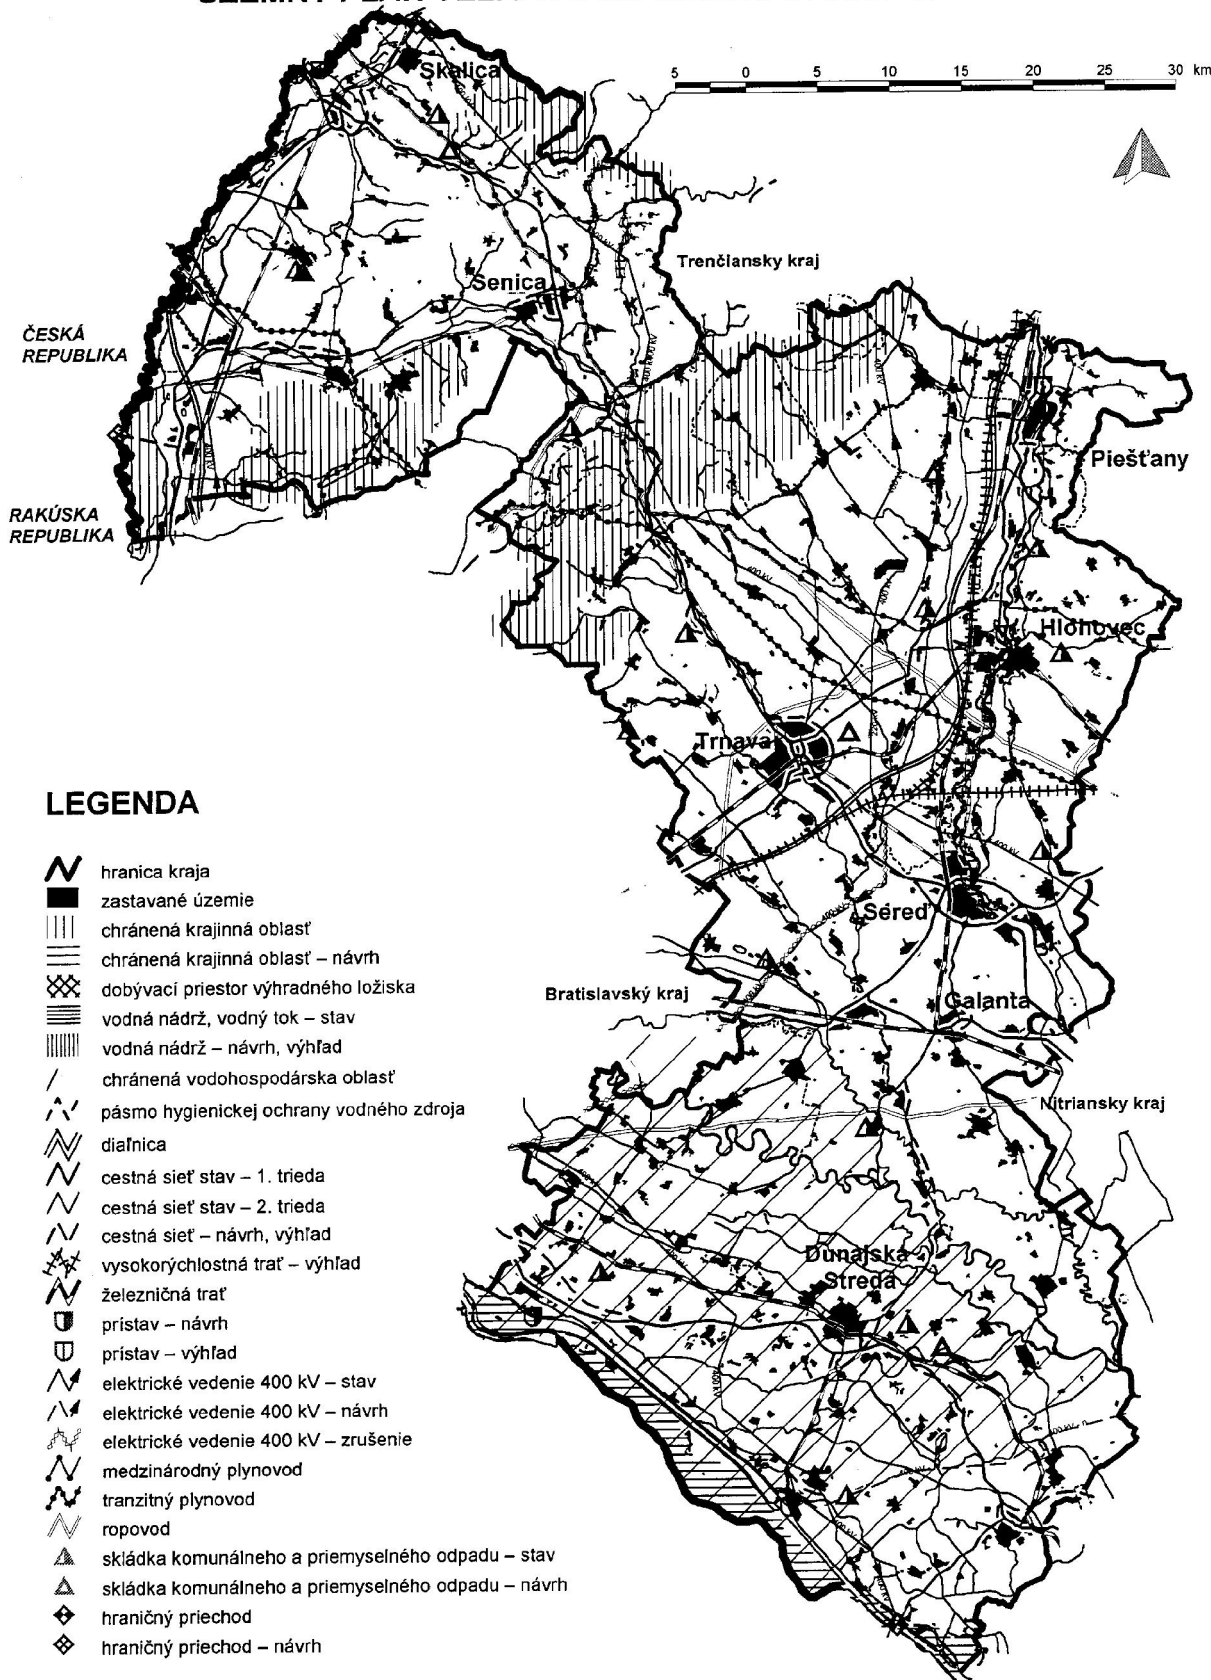 Skalica
5 0 5 10 15 20 25 30 km
Trenčiansky kraj
Senica
ČESKÁ
REPUBLIKA
Piešťany
RAKÚSKA
REPUBLIKA
Hlohovec
Trnava
Sereď
Bratislavský kraj
Galanta
Nitriansky kraj
Dunajská
Streda
LEGENDA
hranica kraja
zastavané územie
chránená krajinná oblasť
chránená krajinná oblasť – návrh
dobývací priestor výhradného ložiska
vodná nádrž, vodný tok – stav
vodná nádrž – návrh, výhľad
chránená vodohospodárska oblasť
pásmo hygienickej ochrany vodného zdroja
diaľnica
cestná sieť stav – 1. trieda
cestná sieť stav – 2. trieda
cestná sieť – návrh, výhľad
vysokorýchlostná trať – výhľad
železničná trať
prístav – návrh
prístav – výhľad
elektrické vedenie 400 kV – stav
elektrické vedenie 400 kV – návrh
elektrické vedenie 400 kV – zrušenie
medzinárodný plynovod
tranzitný plynovod
ropovod
skládka komunálneho a priemyselného odpadu – stav
skládka komunálneho a priemyselného odpadu – návrh
hraničný priechod
hraničný priechod – návrh